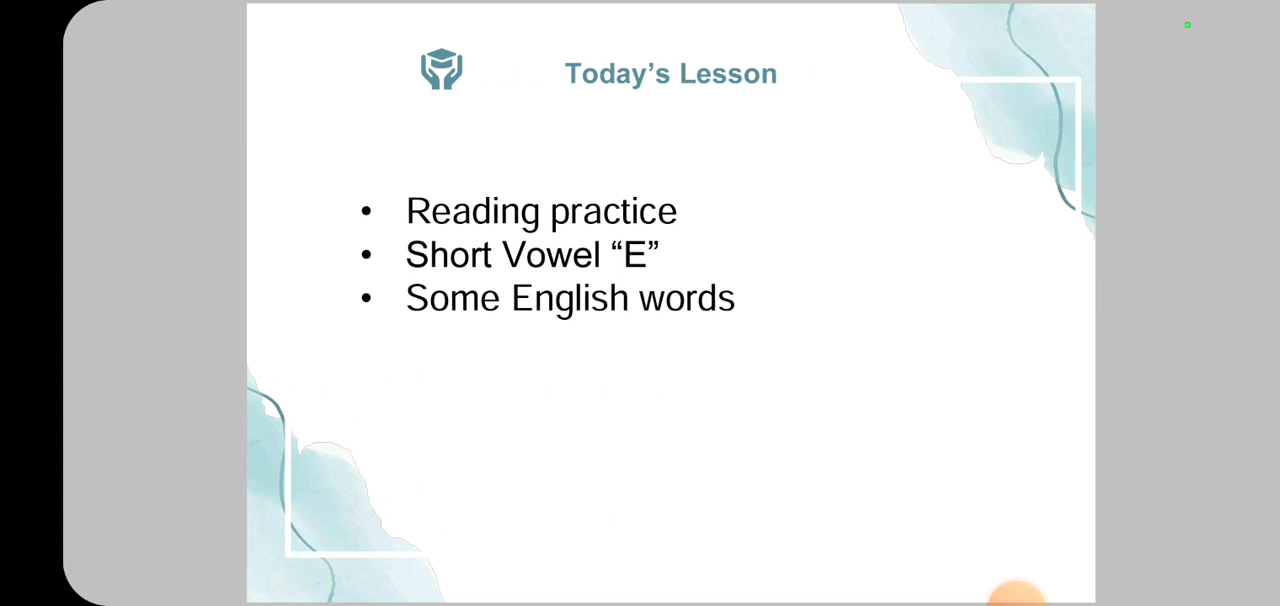 Today’s Lesson
• Reading practice
• Short Vowel “E”
• Some English words